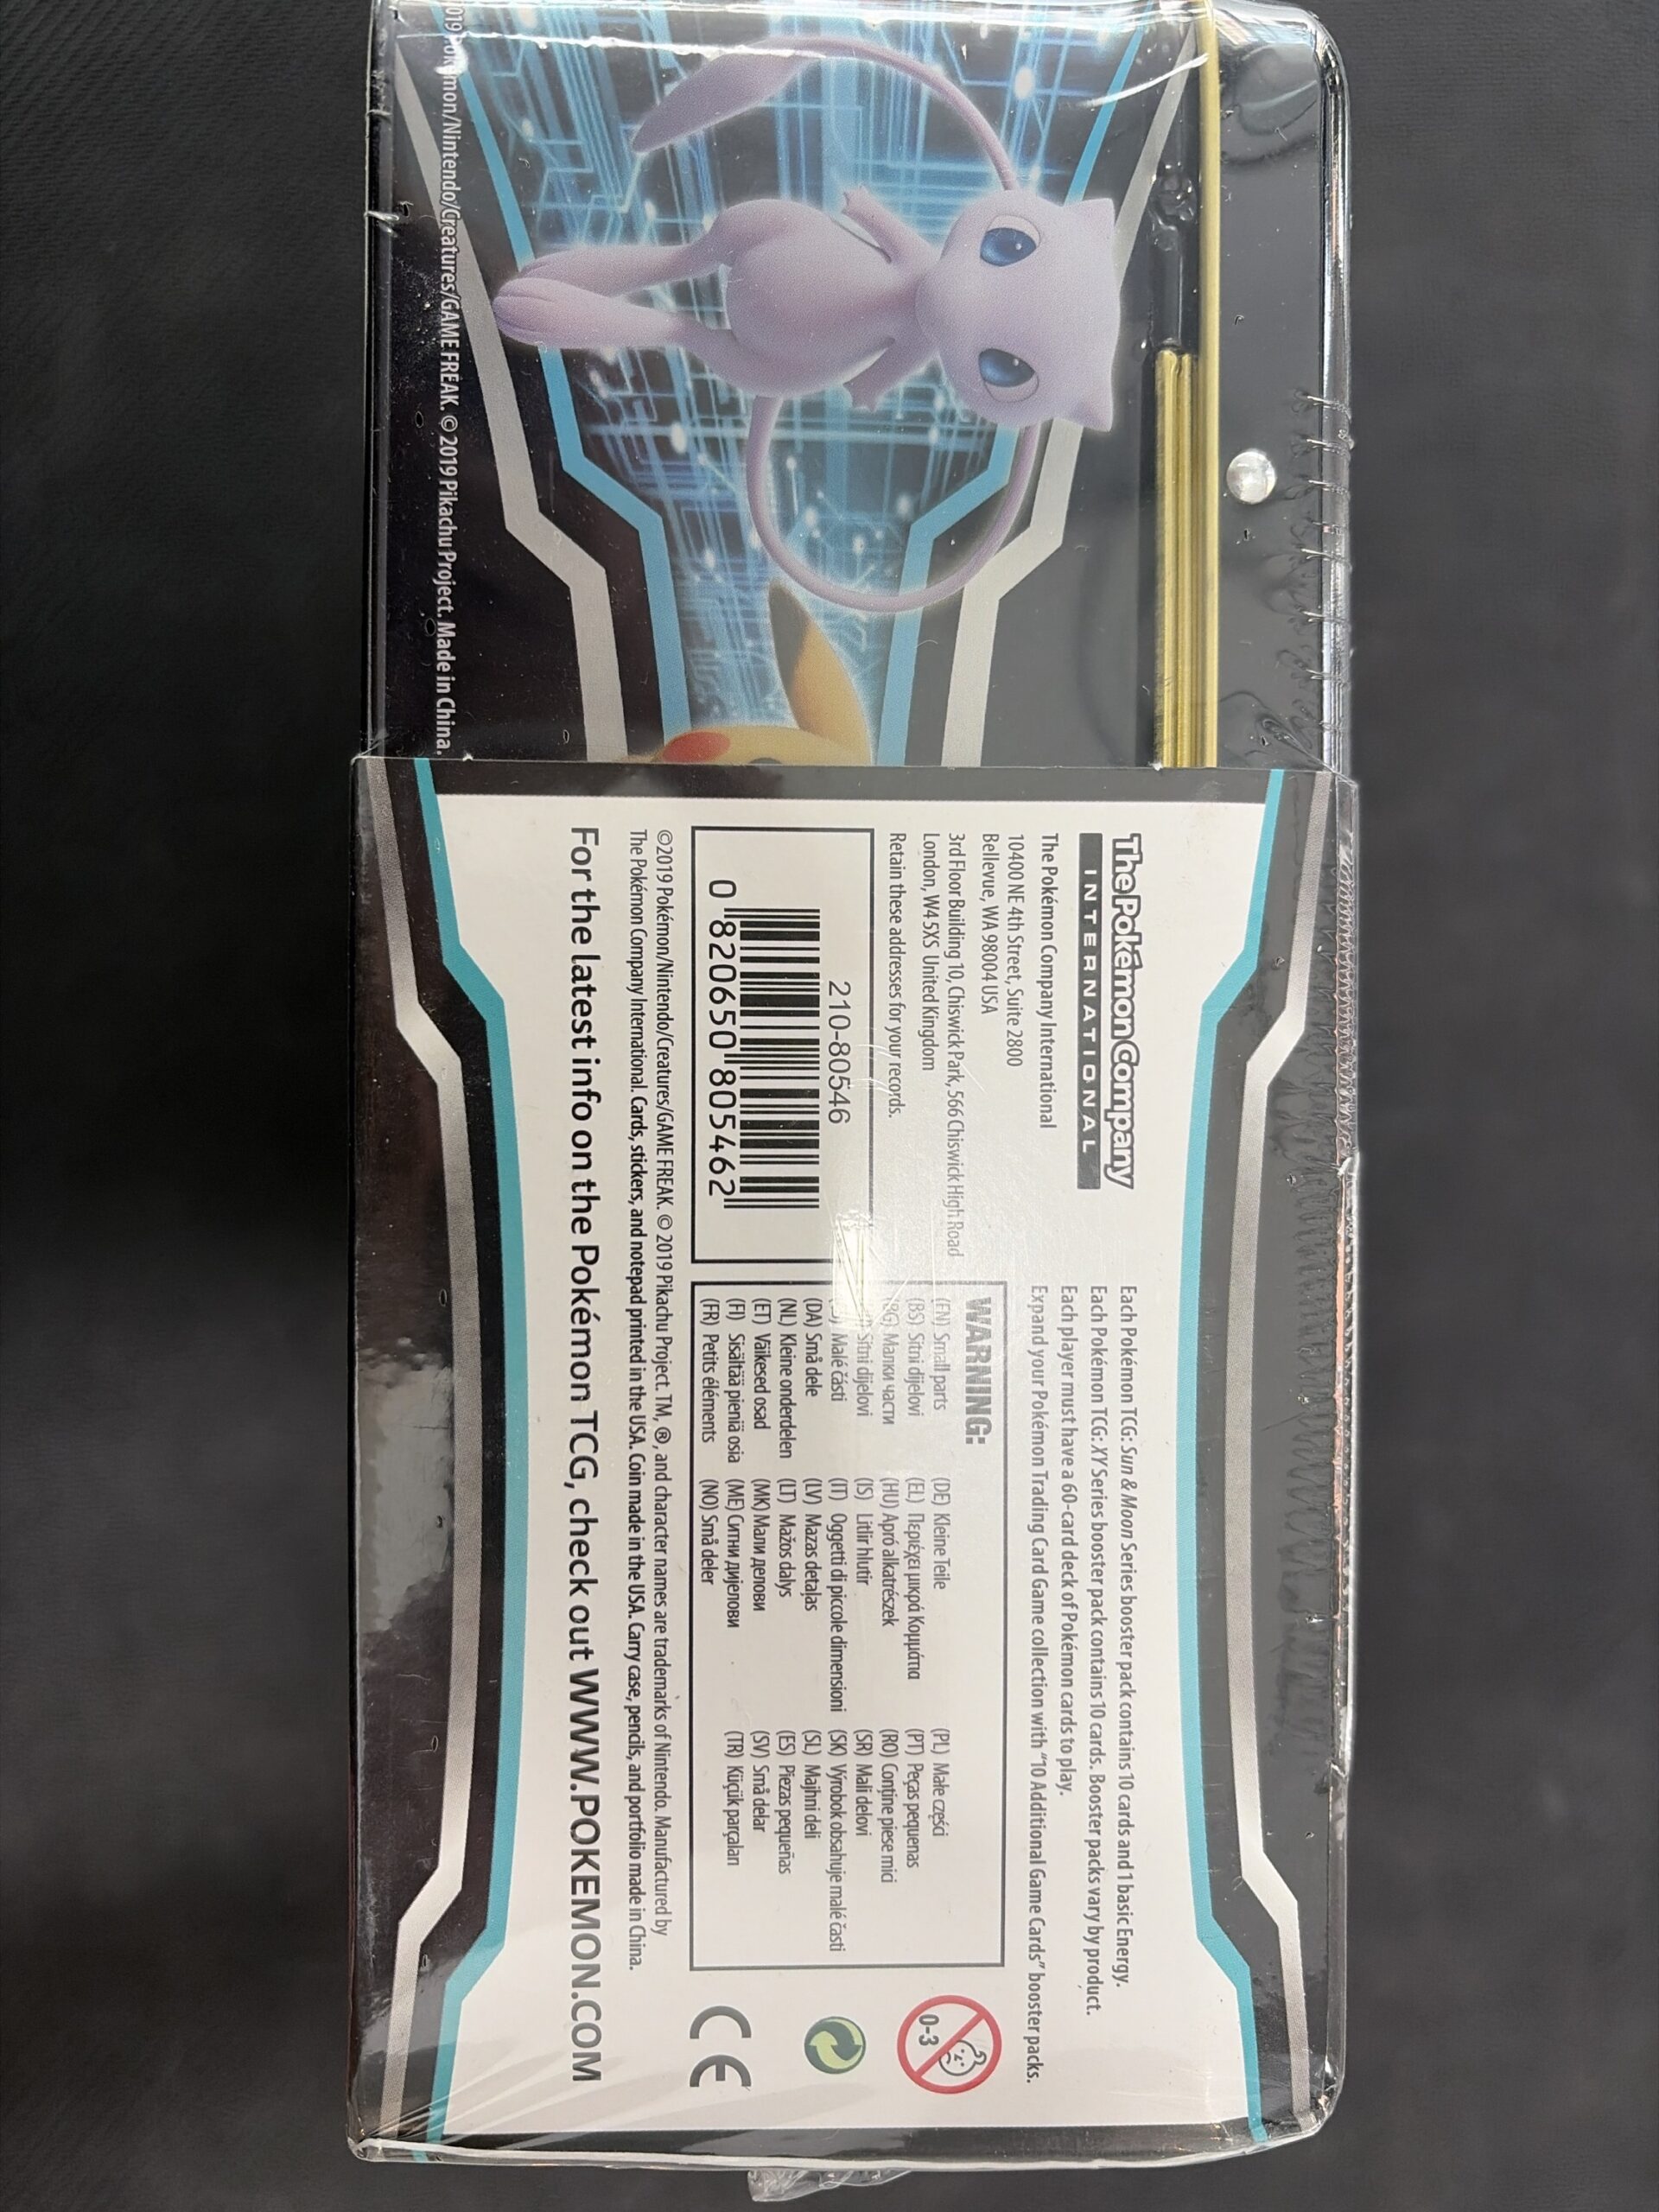 019 Pokémon/Nintendo/Creatures/GAME FREAK. © 2019 Pikachu Project. Made in China.
The Pokémon Company
INTERNATIONAL
The Pokémon Company International
10400 NE 4th Street, Suite 2800
Bellevue, WA 98004 USA
3rd Floor Building 10, Chiswick Park, 566 Chiswick High Road
London, W4 5XS United Kingdom
Retain these addresses for your records.
210-80546
0 820650 805462
Each Pokémon TCG: Sun & Moon Series booster pack contains 10 cards and 1 basic Energy.
Each Pokémon TCG: XY Series booster pack contains 10 cards. Booster packs vary by product.
Each player must have a 60-card deck of Pokémon cards to play.
Expand your Pokémon Trading Card Game collection with "10 Additional Game Cards" booster packs.
WARNING:
(EN) Small parts
(BS) Sitni dijelovi
(BG) Малки части
Sitni dijelovi
Malé části
(DA) Små dele
(NL) Kleine onderdelen
(ET) Väikesed osad
(FI) Sisältää pieniä osia
(FR) Petits éléments
(DE) Kleine Teile
(EL) Περιέχει μικρά Κομμάτια
(HU) Apró alkatrészek
(IS) Litlir hlutir
(IT) Oggetti di piccole dimensioni
(LV) Mazas detaļas
(LT) Mažos dalys
(MK) Мали делови
(ME) Ситни дијелови
(NO) Små deler
(PL) Małe części
(PT) Peças pequenas
(RO) Conține piese mici
(SR) Mali delovi
(SK) Výrobok obsahuje malé časti
(SL) Majhni deli
(ES) Piezas pequeñas
(SV) Små delar
(TR) Küçük parçaları
0-3
CE
©2019 Pokémon/Nintendo/Creatures/GAME FREAK. © 2019 Pikachu Project. TM, ®, and character names are trademarks of Nintendo. Manufactured by
The Pokémon Company International. Cards, stickers, and notepad printed in the USA. Coin made in the USA. Carry case, pencils, and portfolio made in China.
For the latest info on the Pokémon TCG, check out WWW.POKEMON.COM